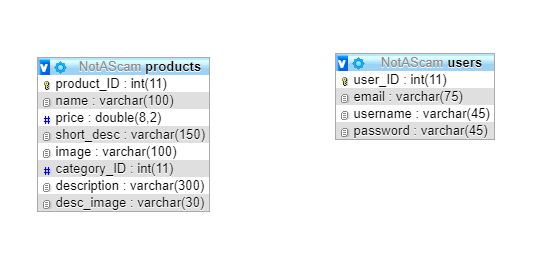 NotAScam products
product_ID : int(11)
name : varchar(100)
price : double(8,2)
short_desc : varchar(150)
image : varchar(100)
category_ID : int(11)
description : varchar(300)
desc_image : varchar(30)
NotAScam users
user_ID : int(11)
email : varchar(75)
username : varchar(45)
password : varchar(45)